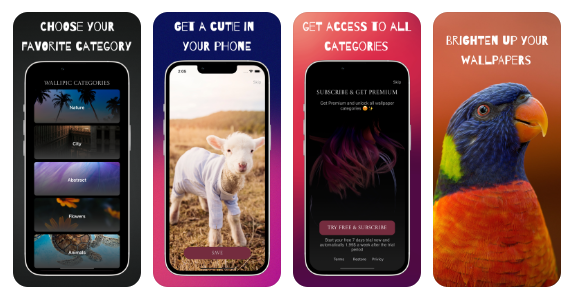 CHOOSE YOUR
FAVORITE CATEGORY
WALLIPIC CATEGORIES
Nature
City
Abstract
Flowers
Animals
GET A CUTIE IN
YOUR PHONE
SAVE
GET ACCESS TO ALL
CATEGORIES
Skip
SUBSCRIBE & GET PREMIUM
Get Premium and unlock all wallpaper
categories 🤩✨
TRY FREE & SUBSCRIBE
Start your free 7 days trial now and
automatically
a week after the trial
period
Terms Restore Privacy
BRIGHTEN UP YOUR
WALLPAPERS